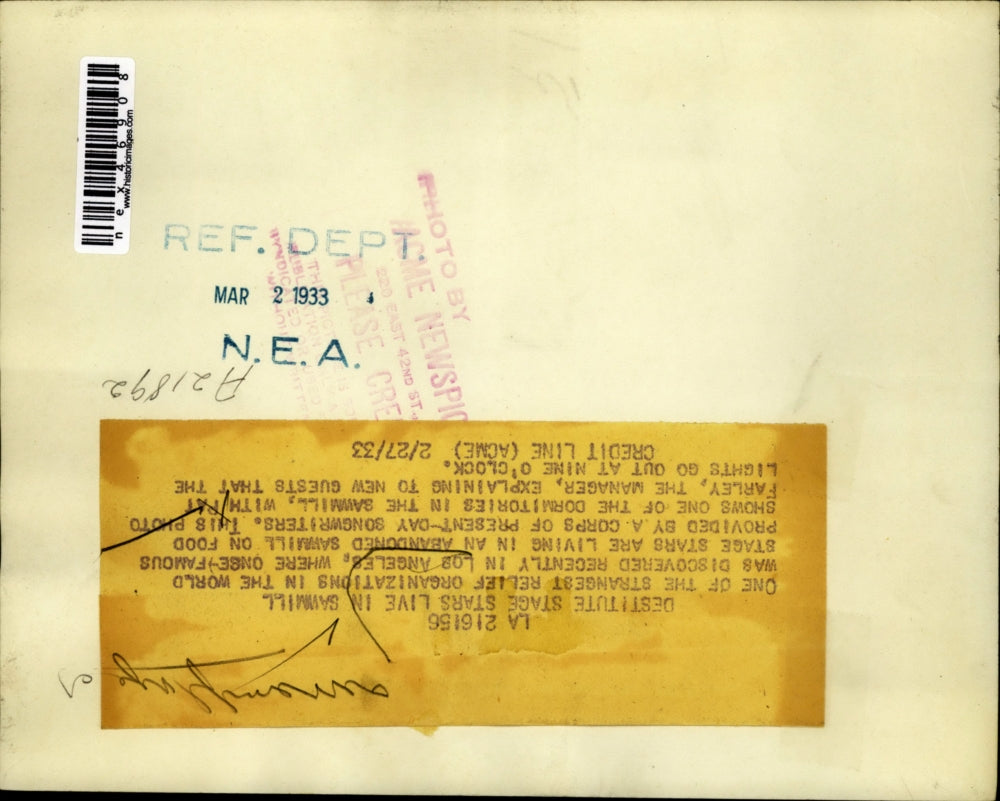 nex46908
www.historicimages.com
REF. DEPT.
MAR 2 1933
N.E.A.
PHOTO BY
ACME NEWSPIC
220 EAST 42ND ST.,
PLEASE CRE
A21892
LA 216156
DESTITUTE STAGE STARS LIVE IN SAWMILL
ONE OF THE STRANGEST RELIEF ORGANIZATIONS IN THE WORLD
WAS DISCOVERED RECENTLY IN LOS ANGELES, WHERE ONCE-FAMOUS
STAGE STARS ARE LIVING IN AN ABANDONED SAWMILL ON FOOD
PROVIDED BY A CORPS OF PRESENT-DAY SONGWRITERS. THIS PHOTO
SHOWS ONE OF THE DORMITORIES IN THE SAWMILL, WITH PAT
FARLEY, THE MANAGER, EXPLAINING TO NEW GUESTS THAT THE
LIGHTS GO OUT AT NINE O'CLOCK.
CREDIT LINE (ACME) 2/27/33